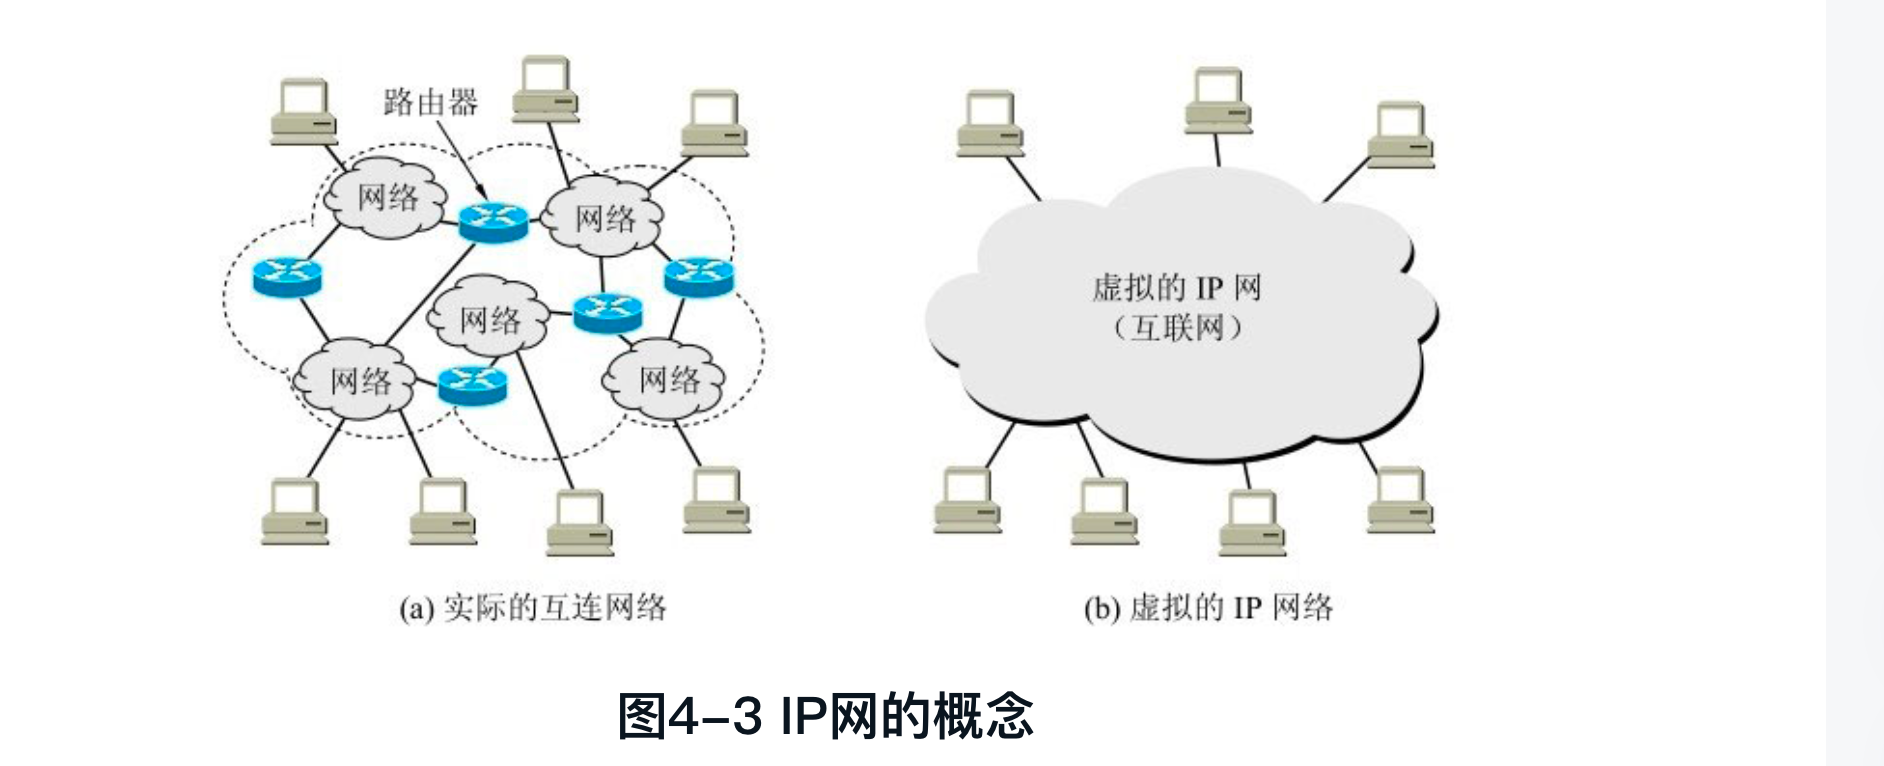 路由器
网络
网络
网络
网络
网络
虚拟的 IP 网
（互联网）
(a) 实际的互连网络
(b) 虚拟的 IP 网络
图4-3 IP网的概念